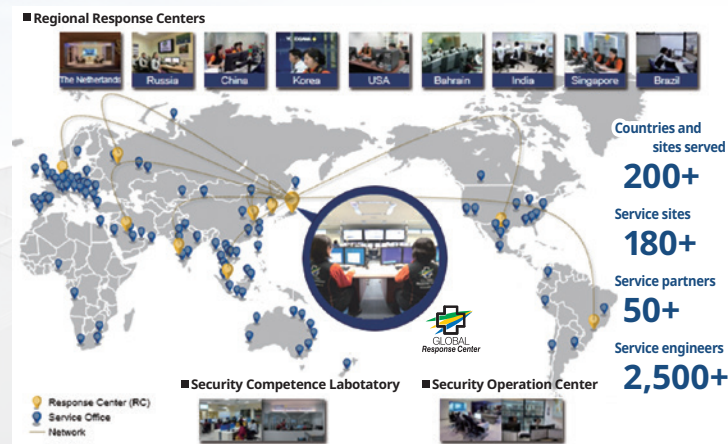 ■ Regional Response Centers
The Netherlands
Russia
China
Korea
USA
Bahrain
India
Singapore
Brazil
Countries and
sites served
200+
Service sites
180+
Service partners
50+
Service engineers
2,500+
GLOBAL
Response Center
■ Security Competence Labotatory
■ Security Operation Center
Response Center (RC)
Service Office
Network